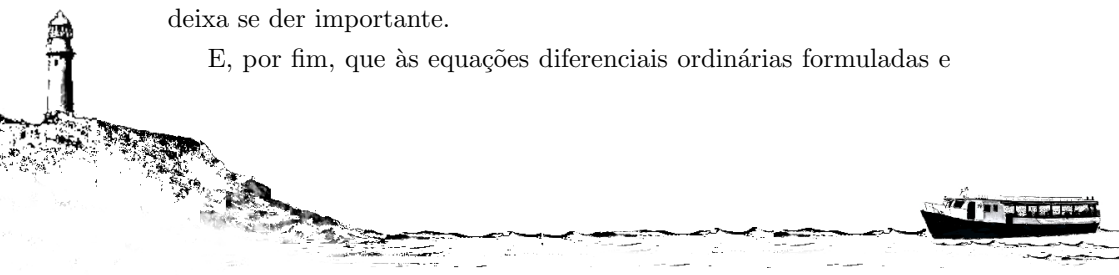 deixa se der importante.
E, por fim, que às equações diferenciais ordinárias formuladas e